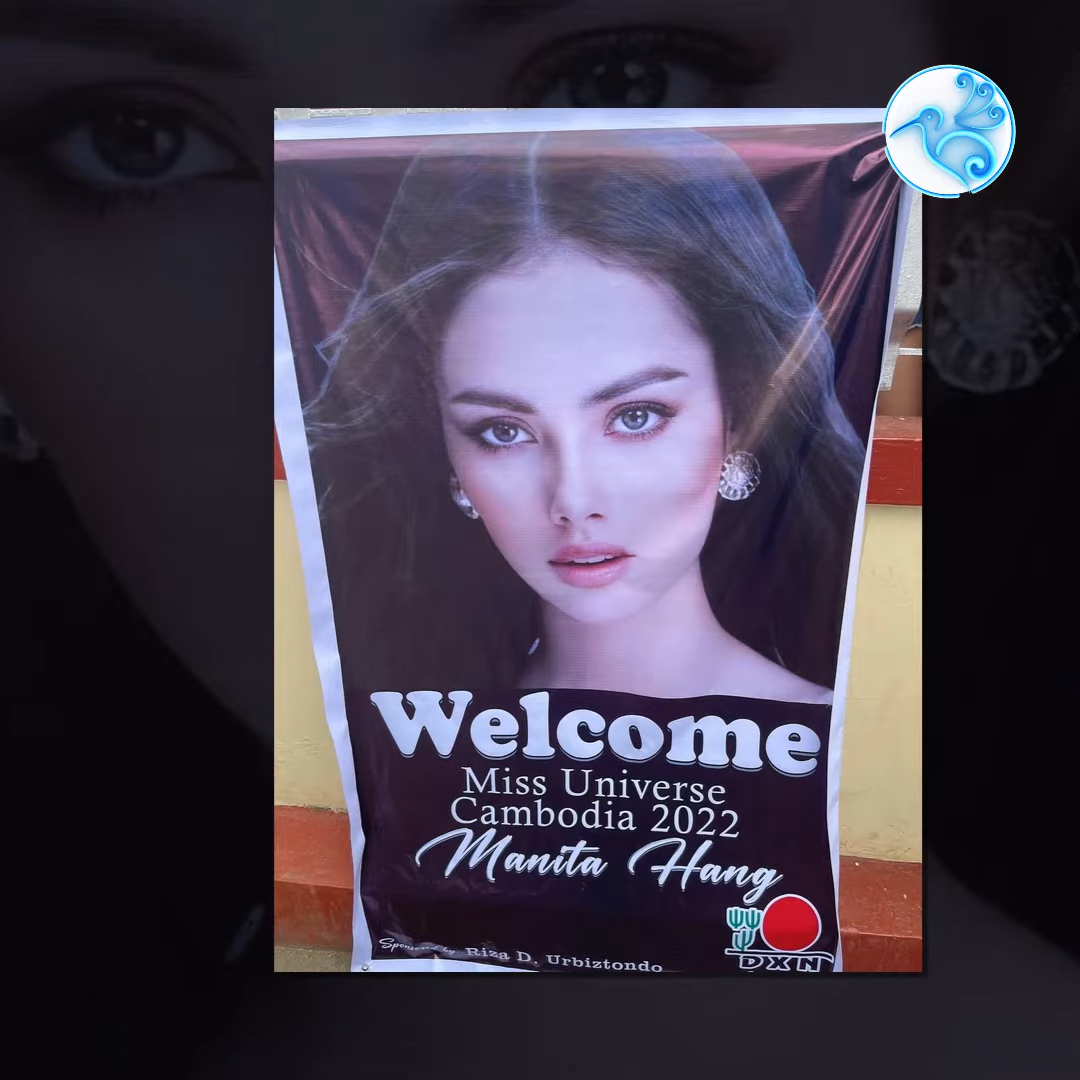 Welcome
Miss Universe
Cambodia 2022
Manita Hang
Sponsored by: Riza D. Urbiztondo
DXN